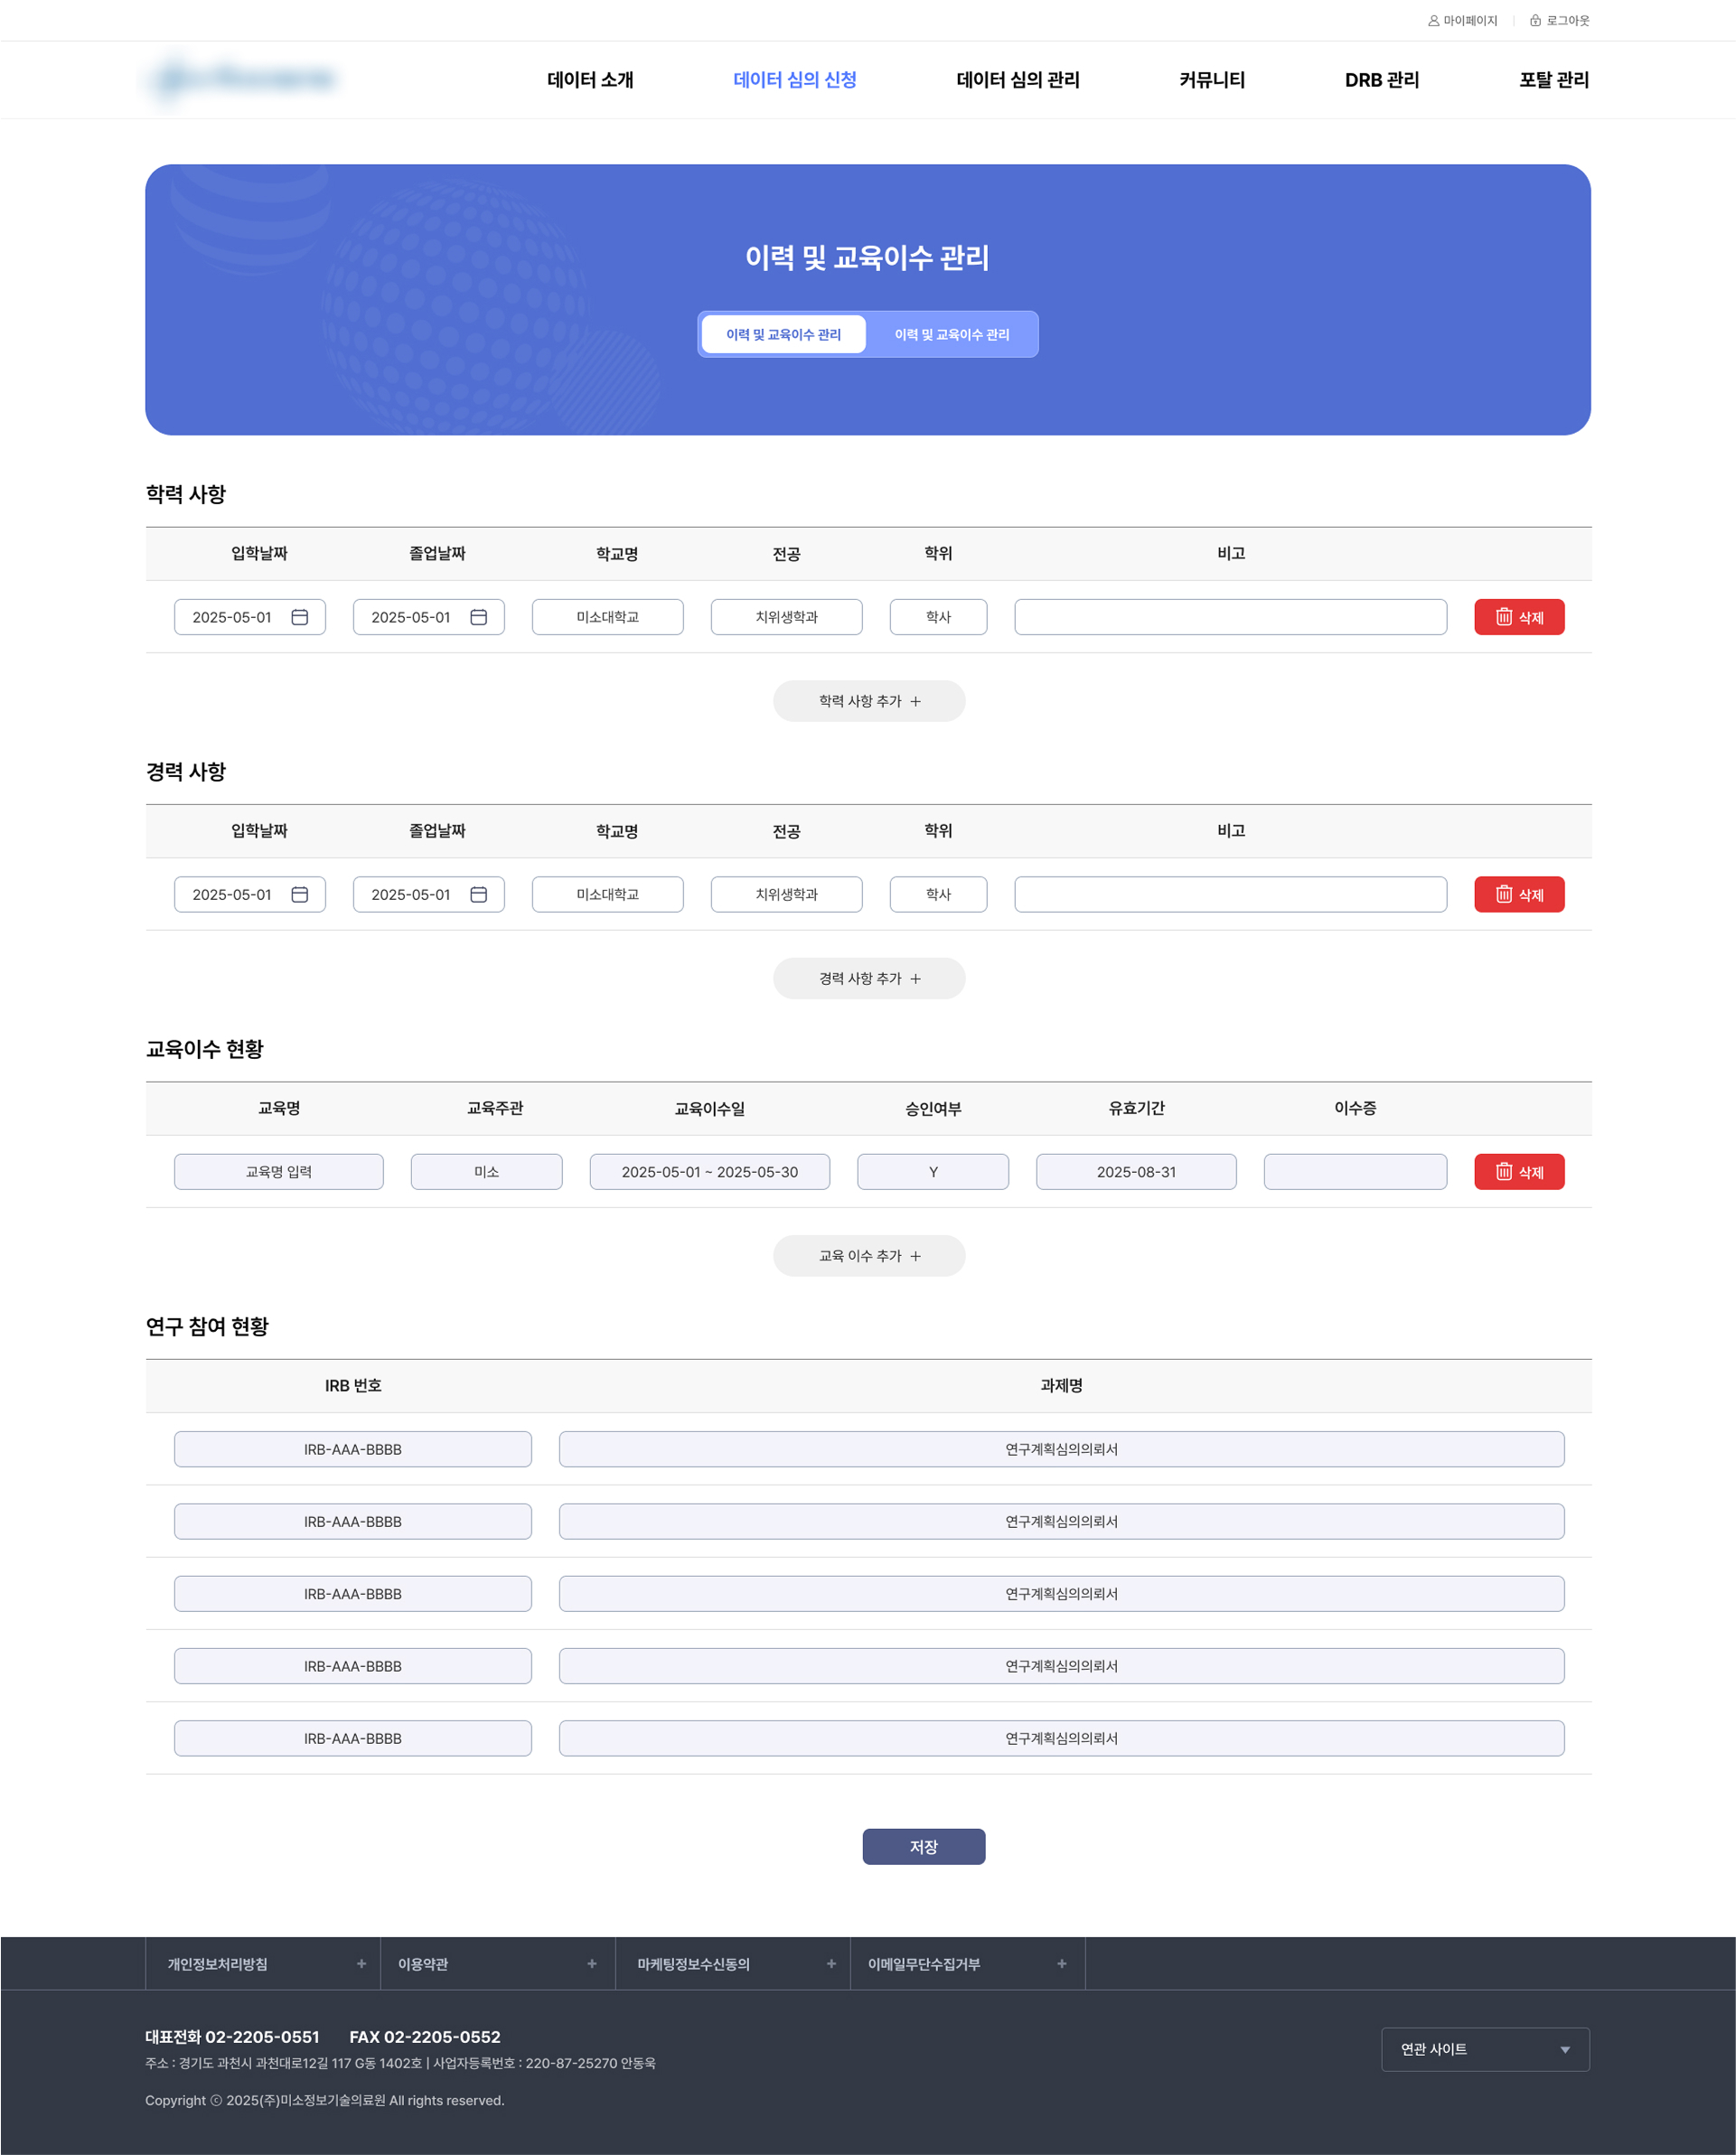 마이페이지 로그아웃
데이터 소개 데이터 심의 신청 데이터 심의 관리 커뮤니티 DRB 관리 포탈 관리
이력 및 교육이수 관리
이력 및 교육이수 관리 이력 및 교육이수 관리
학력 사항
입학날짜 졸업날짜 학교명 전공 학위 비고
2025-05-01 2025-05-01 미소대학교 치위생학과 학사 삭제
학력 사항 추가 +
경력 사항
입학날짜 졸업날짜 학교명 전공 학위 비고
2025-05-01 2025-05-01 미소대학교 치위생학과 학사 삭제
경력 사항 추가 +
교육이수 현황
교육명 교육주관 교육이수일 승인여부 유효기간 이수증
교육명 입력 미소 2025-05-01 ~ 2025-05-30 Y 2025-08-31 삭제
교육 이수 추가 +
연구 참여 현황
IRB 번호 과제명
IRB-AAA-BBBB 연구계획심의의뢰서
IRB-AAA-BBBB 연구계획심의의뢰서
IRB-AAA-BBBB 연구계획심의의뢰서
IRB-AAA-BBBB 연구계획심의의뢰서
IRB-AAA-BBBB 연구계획심의의뢰서
저장
개인정보처리방침 + 이용약관 + 마케팅정보수신동의 + 이메일무단수집거부 +
대표전화 02-2205-0551 FAX 02-2205-0552
주소 : 경기도 과천시 과천대로12길 117 G동 1402호 | 사업자등록번호 : 220-87-25270 안동욱
연관 사이트
Copyright ⓒ 2025(주)미소정보기술의료원 All rights reserved.